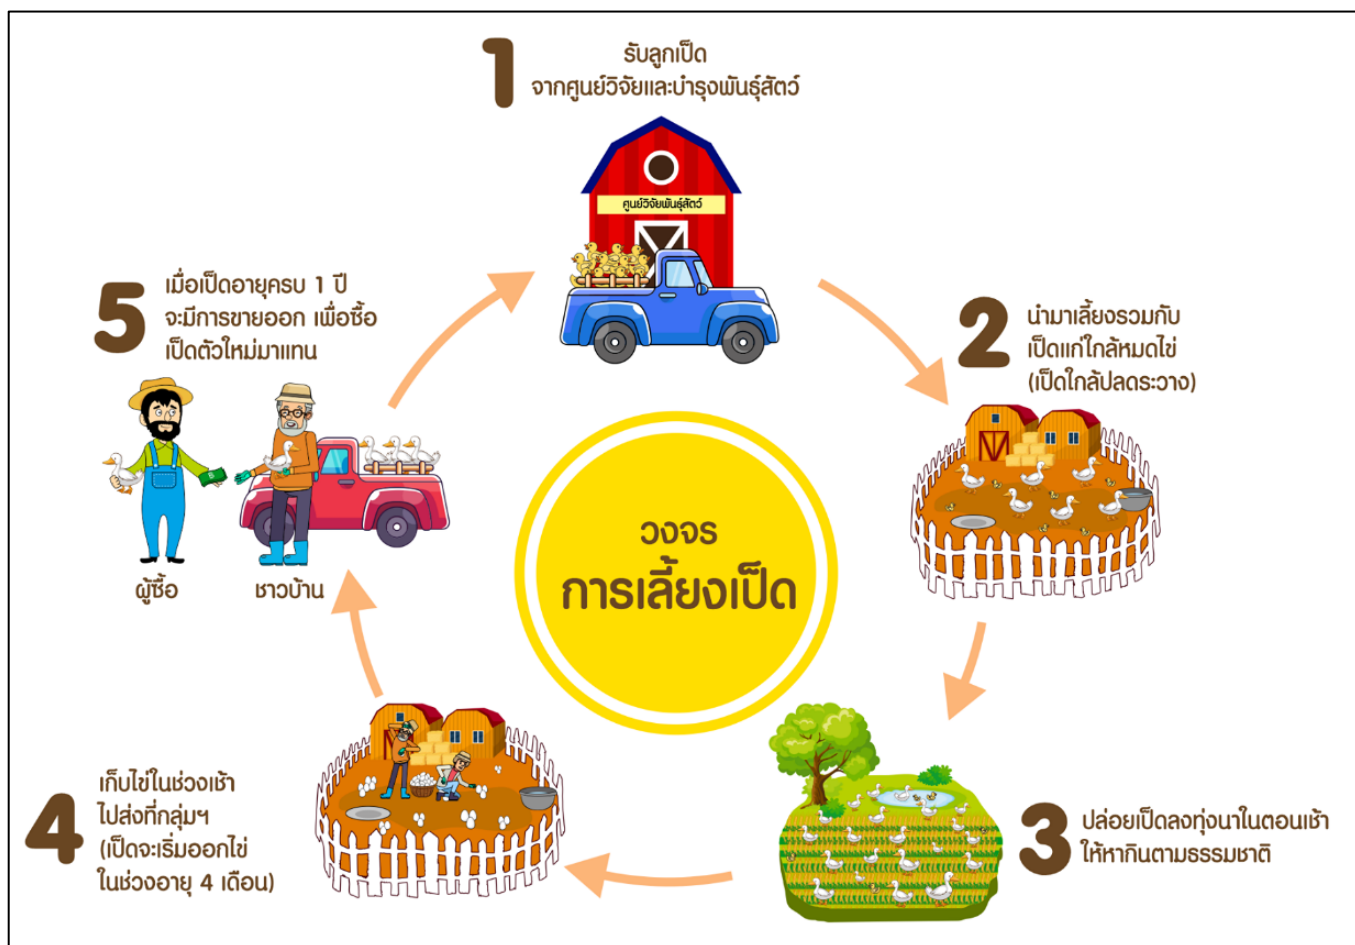 1
รับลูกเป็ด
จากศูนย์วิจัยและบำรุงพันธุ์สัตว์
ศูนย์วิจัยพันธุ์สัตว์
2
นำมาเลี้ยงรวมกับ
เป็ดแก่ใกล้หมดไข่
(เป็ดใกล้ปลดระวาง)
3
ปล่อยเป็ดลงทุ่งนาในตอนเช้า
ให้หากินตามธรรมชาติ
4
เก็บไข่ในช่วงเช้า
ไปส่งที่กลุ่มฯ
(เป็ดจะเริ่มออกไข่
ในช่วงอายุ 4 เดือน)
5
เมื่อเป็ดอายุครบ 1 ปี
จะมีการขายออก เพื่อซื้อ
เป็ดตัวใหม่มาแทน
ผู้ซื้อ
ชาวบ้าน
วงจร
การเลี้ยงเป็ด